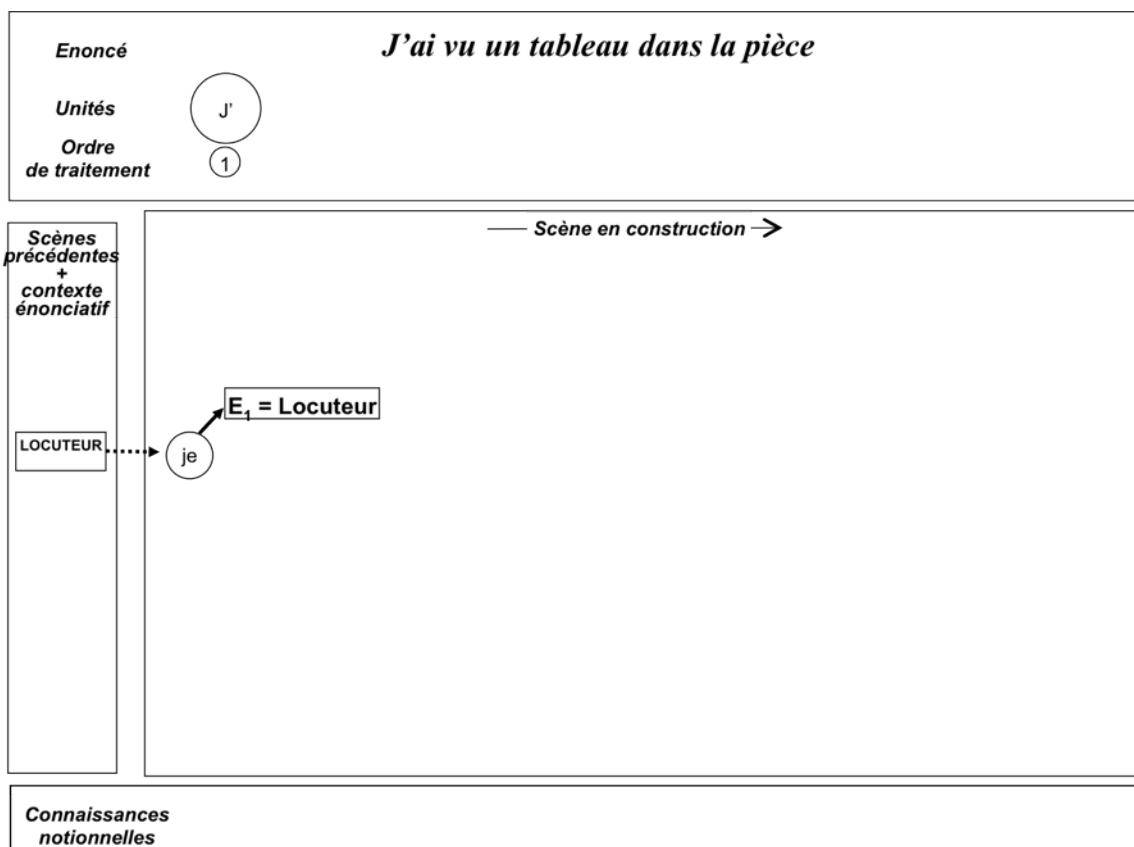 Enoncé
J'ai vu un tableau dans la pièce
Unités
J'
Ordre
de traitement
1
Scènes
précédentes
+
contexte
énonciatif
Scène en construction
E1 = Locuteur
LOCUTEUR
je
Connaissances
notionnelles